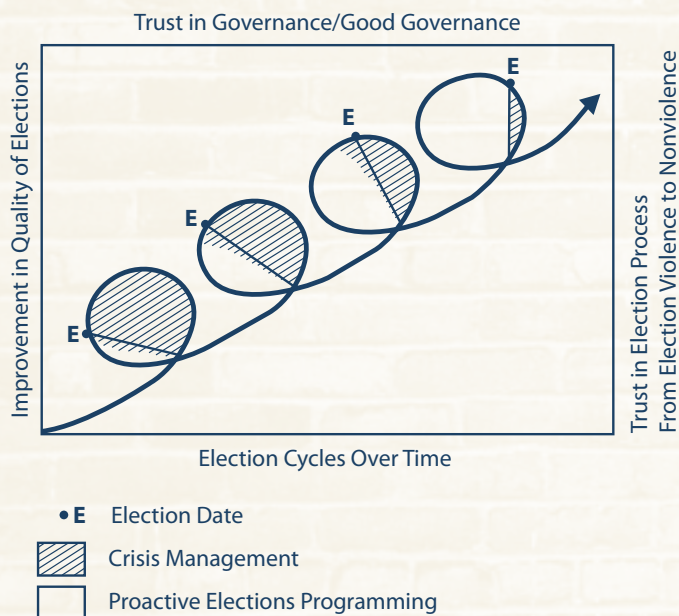 Trust in Governance/Good Governance
Improvement in Quality of Elections
E
E
E
E
Trust in Election Process
From Election Violence to Nonviolence
Election Cycles Over Time
• E Election Date
Crisis Management
Proactive Elections Programming